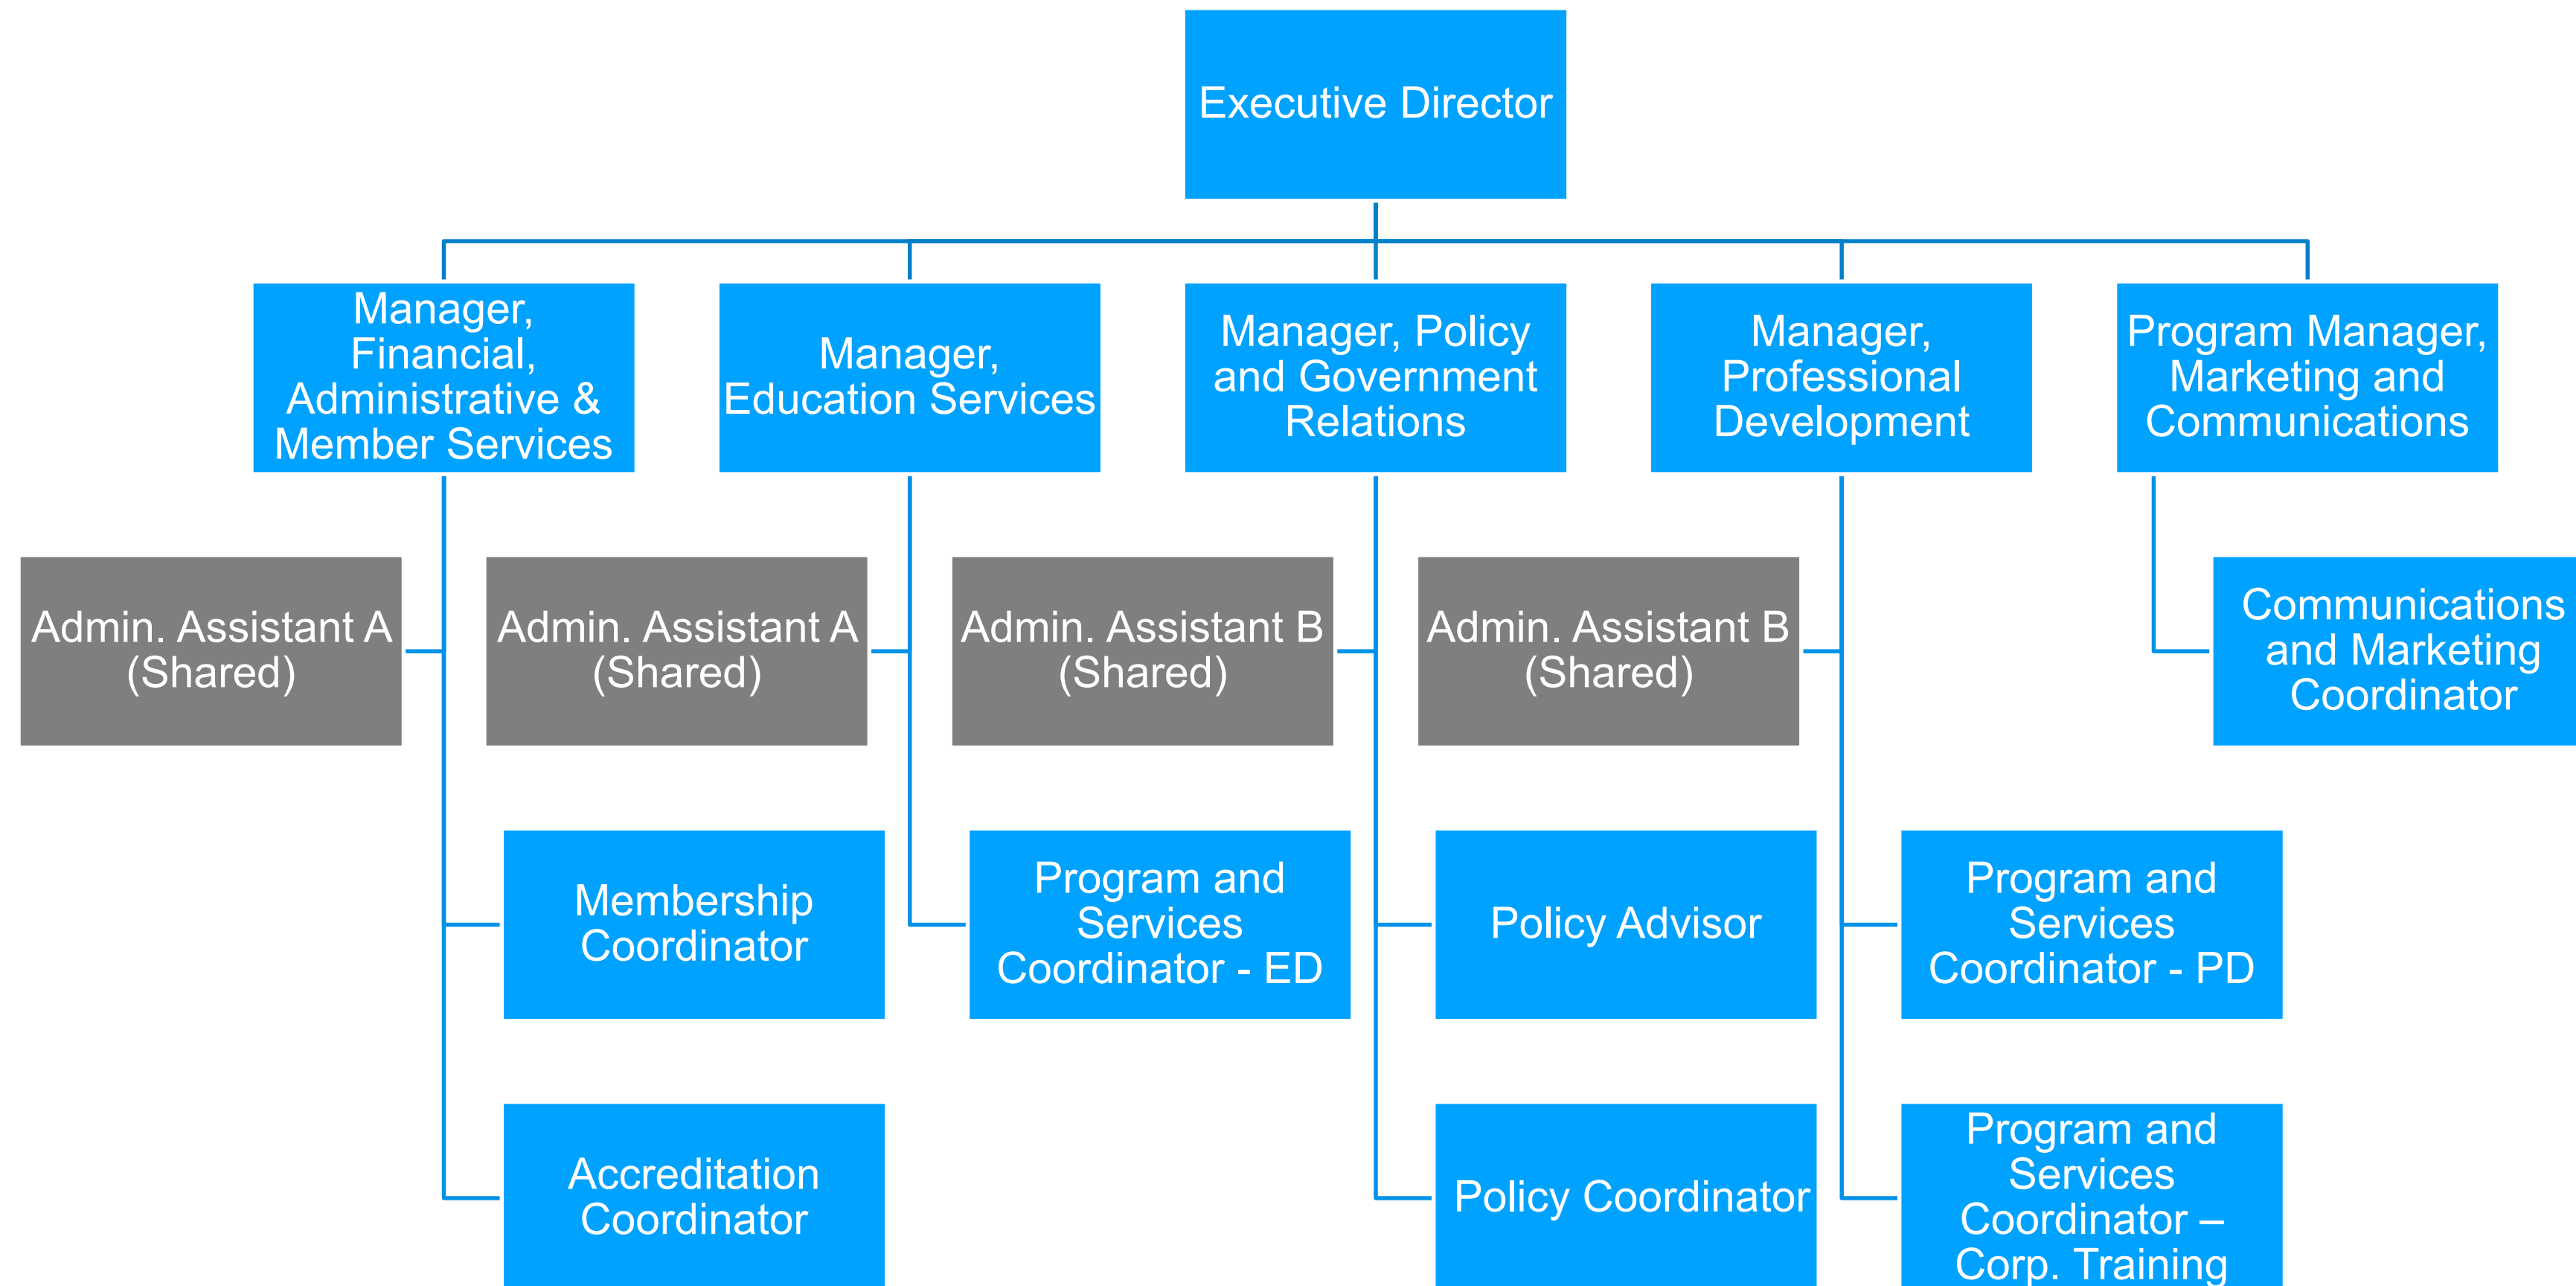 Executive Director
Manager,
Financial,
Administrative &
Member Services
Manager,
Education Services
Manager, Policy
and Government
Relations
Manager,
Professional
Development
Program Manager,
Marketing and
Communications
Admin. Assistant A
(Shared)
Admin. Assistant A
(Shared)
Admin. Assistant B
(Shared)
Admin. Assistant B
(Shared)
Communications
and Marketing
Coordinator
Membership
Coordinator
Program and
Services
Coordinator - ED
Policy Advisor
Program and
Services
Coordinator - PD
Accreditation
Coordinator
Policy Coordinator
Program and
Services
Coordinator –
Corp. Training